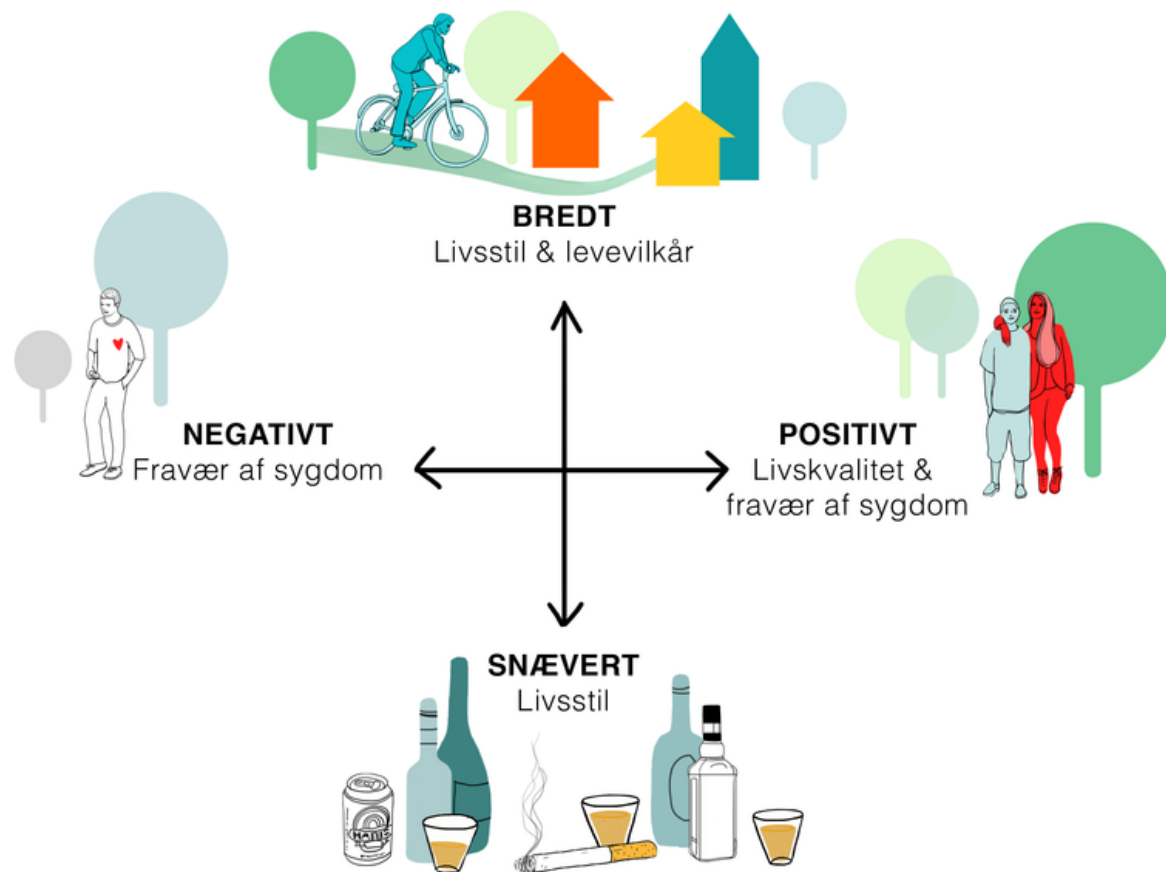 BREDT
Livsstil & levevilkår
NEGATIVT
Fravær af sygdom
POSITIVT
Livskvalitet &
fravær af sygdom
SNÆVERT
Livsstil